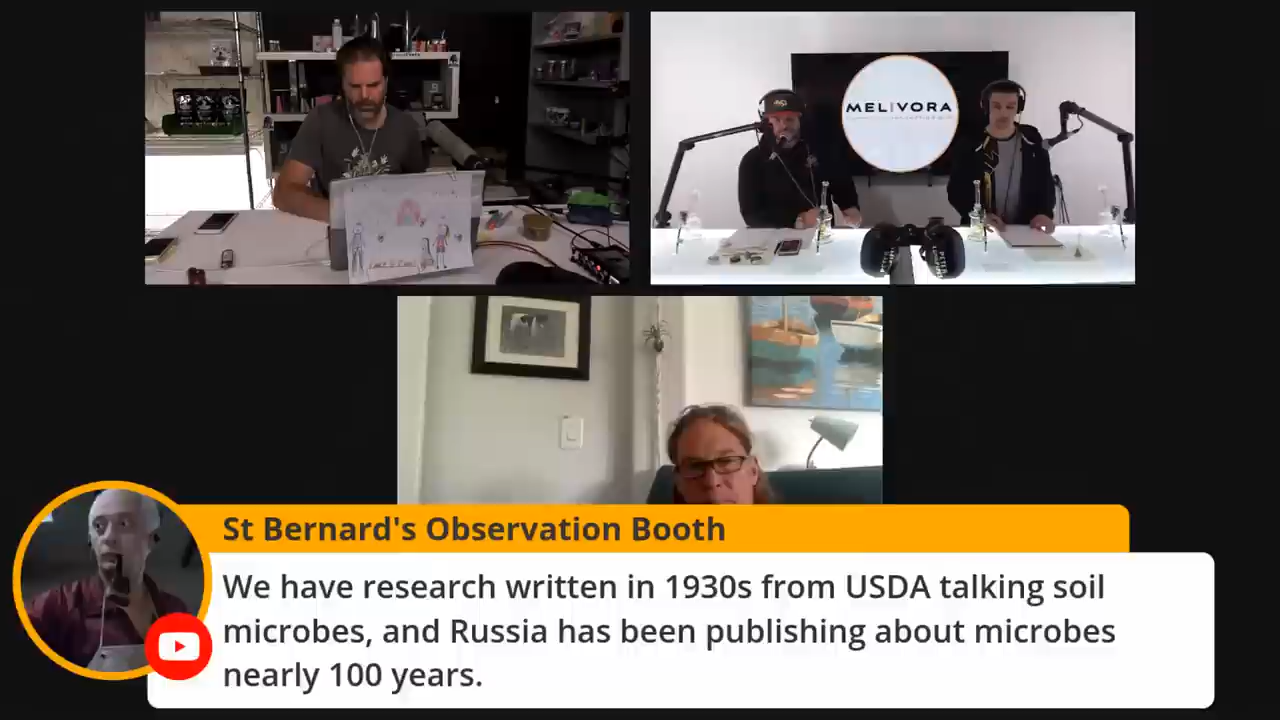 MELIVORA
St Bernard's Observation Booth
We have research written in 1930s from USDA talking soil
microbes, and Russia has been publishing about microbes
nearly 100 years.